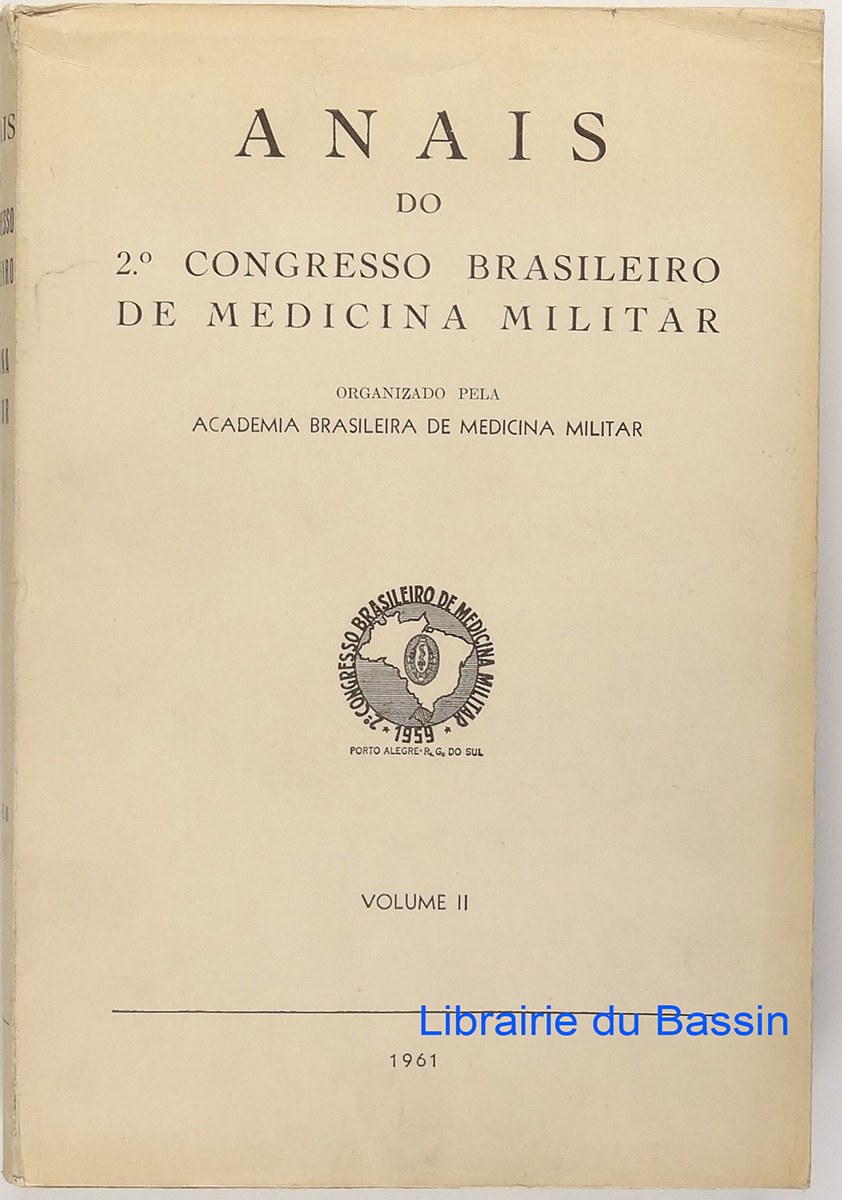 ANAIS
DO
2.º CONGRESSO BRASILEIRO
DE MEDICINA MILITAR
ORGANIZADO PELA
ACADEMIA BRASILEIRA DE MEDICINA MILITAR
2º CONGRESSO BRASILEIRO DE MEDICINA MILITAR
* 1959 *
PORTO ALEGRE - R. G. DO SUL
VOLUME II
Librairie du Bassin
1961